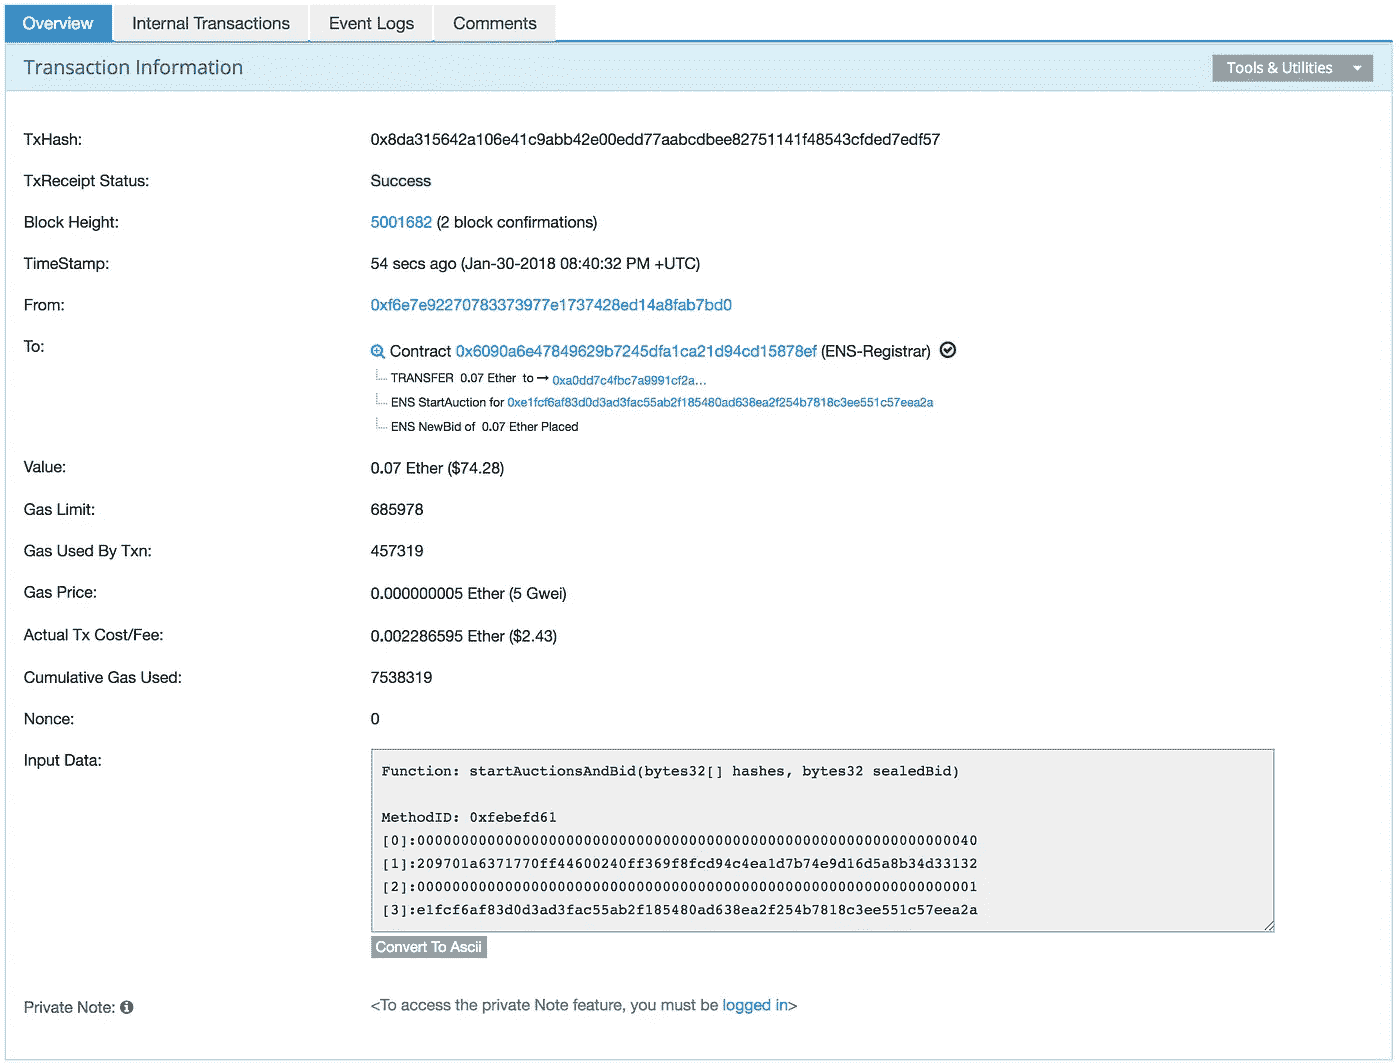 Overview Internal Transactions Event Logs Comments
Transaction Information Tools & Utilities
TxHash: 0x8da315642a106e41c9abb42e00edd77aabcdbee82751141f48543cfded7edf57
TxReceipt Status: Success
Block Height: 5001682 (2 block confirmations)
TimeStamp: 54 secs ago (Jan-30-2018 08:40:32 PM +UTC)
From: 0xf6e7e92270783373977e1737428ed14a8fab7bd0
To: Contract 0x6090a6e47849629b7245dfa1ca21d94cd15878ef (ENS-Registrar)
TRANSFER 0.07 Ether to → 0xa0dd7c4fbc7a9991cf2a...
ENS StartAuction for 0xe1fcf6af83d0d3ad3fac55ab2f185480ad638ea2f254b7818c3ee551c57eea2a
ENS NewBid of 0.07 Ether Placed
Value: 0.07 Ether ($74.28)
Gas Limit: 685978
Gas Used By Txn: 457319
Gas Price: 0.000000005 Ether (5 Gwei)
Actual Tx Cost/Fee: 0.002286595 Ether ($2.43)
Cumulative Gas Used: 7538319
Nonce: 0
Input Data:
Function: startAuctionsAndBid(bytes32[] hashes, bytes32 sealedBid)
MethodID: 0xfebefd61
[0]:0000000000000000000000000000000000000000000000000000000000000040
[1]:209701a6371770ff44600240ff369f8fcd94c4ea1d7b74e9d16d5a8b34d33132
[2]:0000000000000000000000000000000000000000000000000000000000000001
[3]:e1fcf6af83d0d3ad3fac55ab2f185480ad638ea2f254b7818c3ee551c57eea2a
Convert To Ascii
Private Note: <To access the private Note feature, you must be logged in>